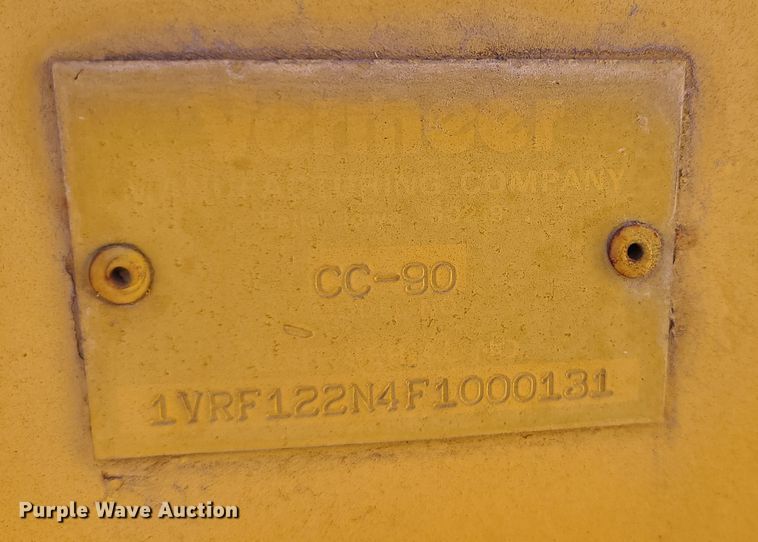 Vermeer
MANUFACTURING COMPANY
CC-90
1VRF122N4F1000131
Purple Wave Auction®